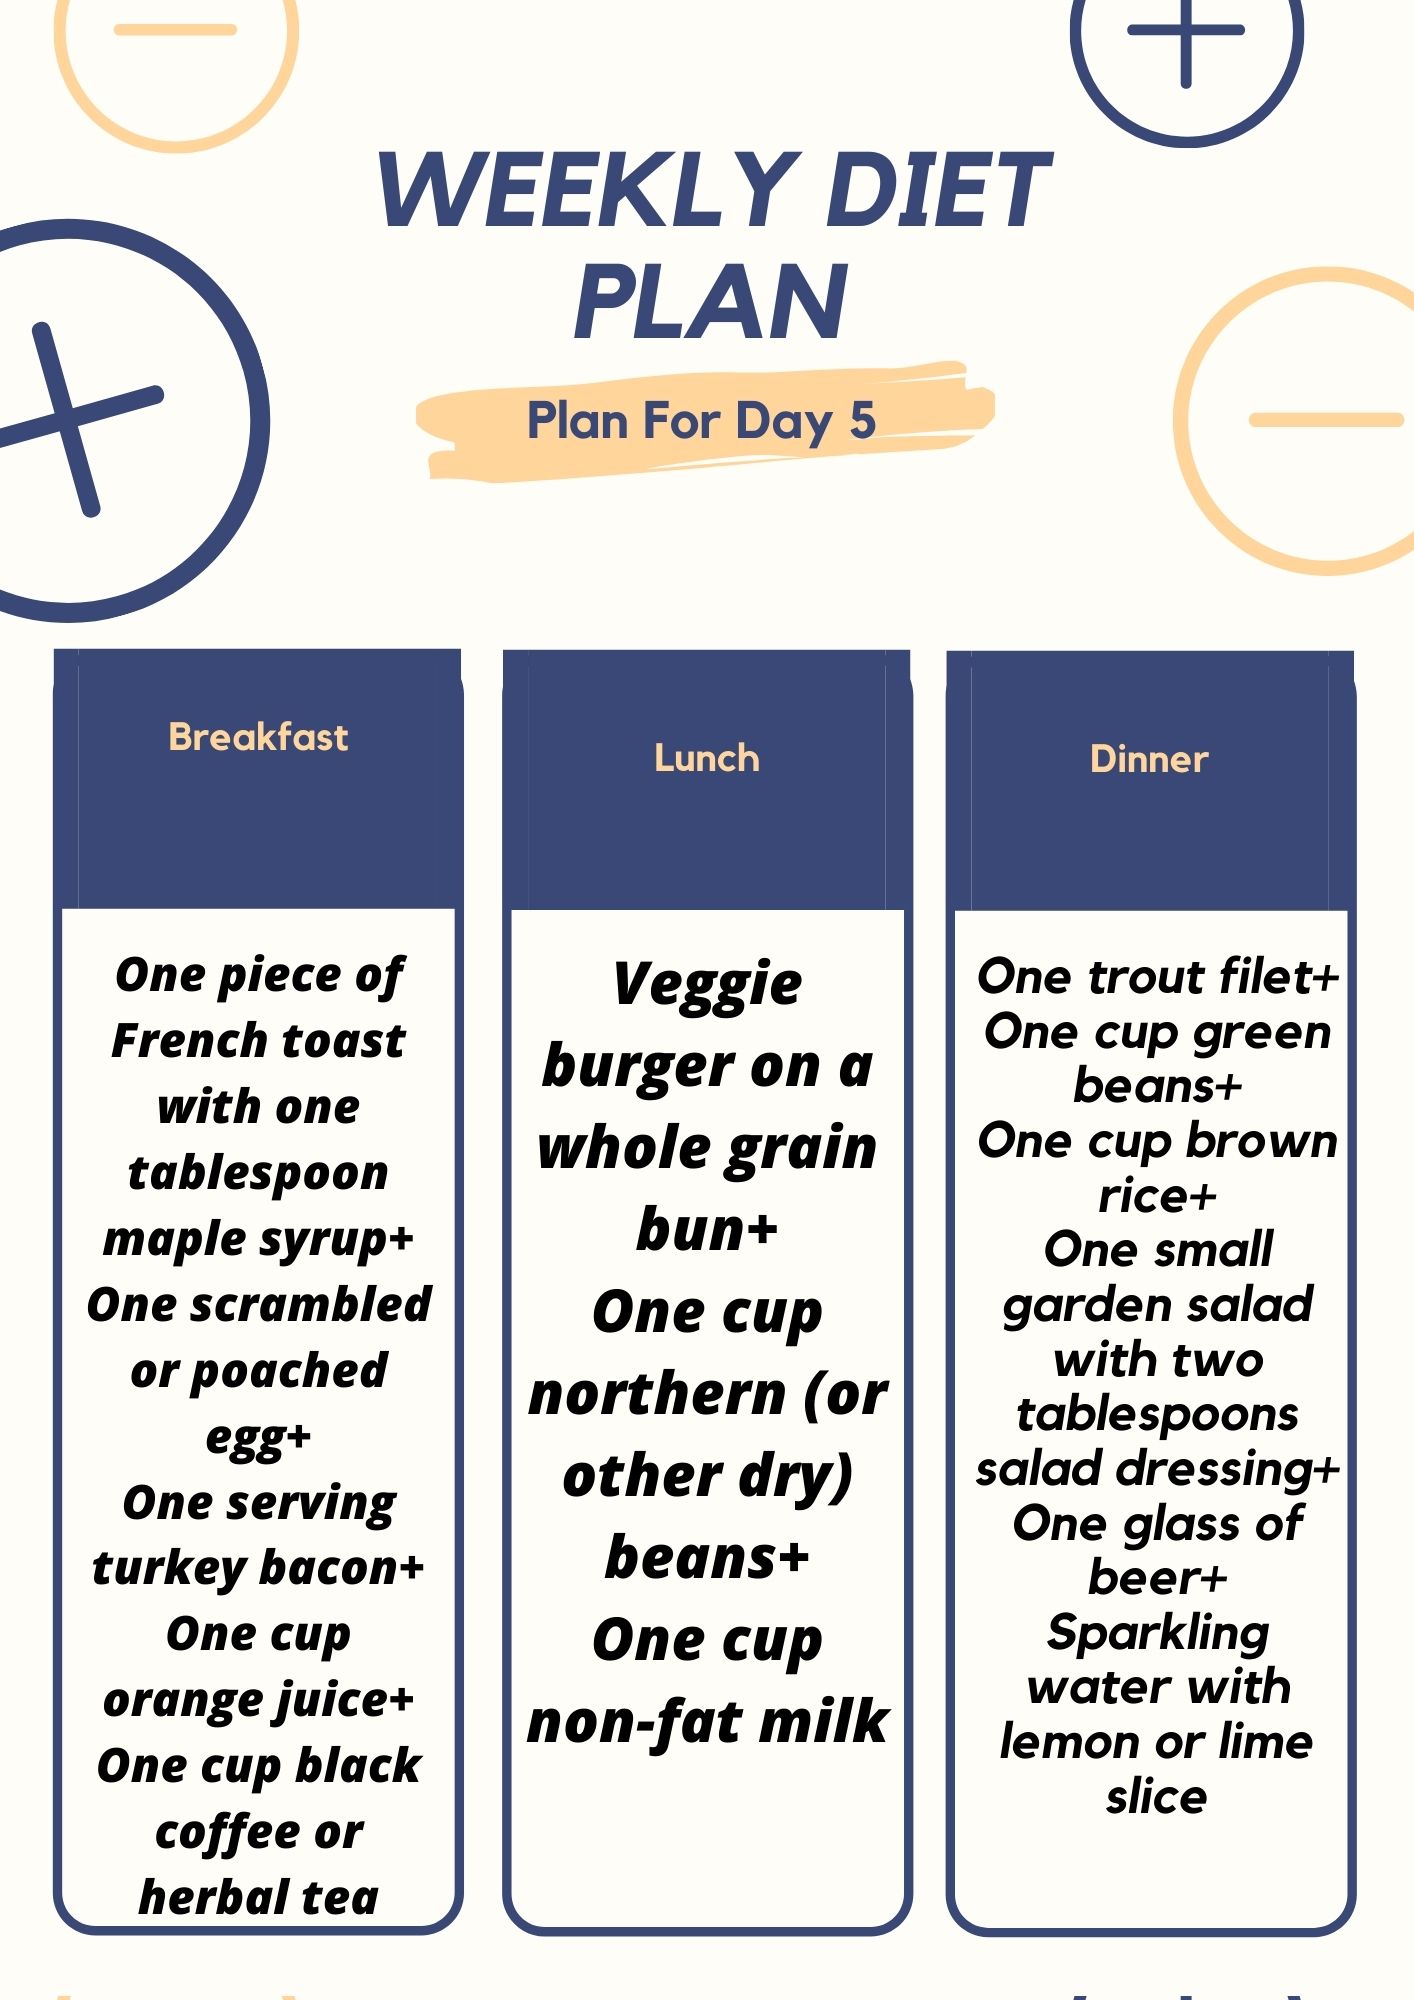 WEEKLY DIET
PLAN
Plan For Day 5
Breakfast
One piece of
French toast
with one
tablespoon
maple syrup+
One scrambled
or poached
egg+
One serving
turkey bacon+
One cup
orange juice+
One cup black
coffee or
herbal tea
Lunch
Veggie
burger on a
whole grain
bun+
One cup
northern (or
other dry)
beans+
One cup
non-fat milk
Dinner
One trout filet+
One cup green
beans+
One cup brown
rice+
One small
garden salad
with two
tablespoons
salad dressing+
One glass of
beer+
Sparkling
water with
lemon or lime
slice